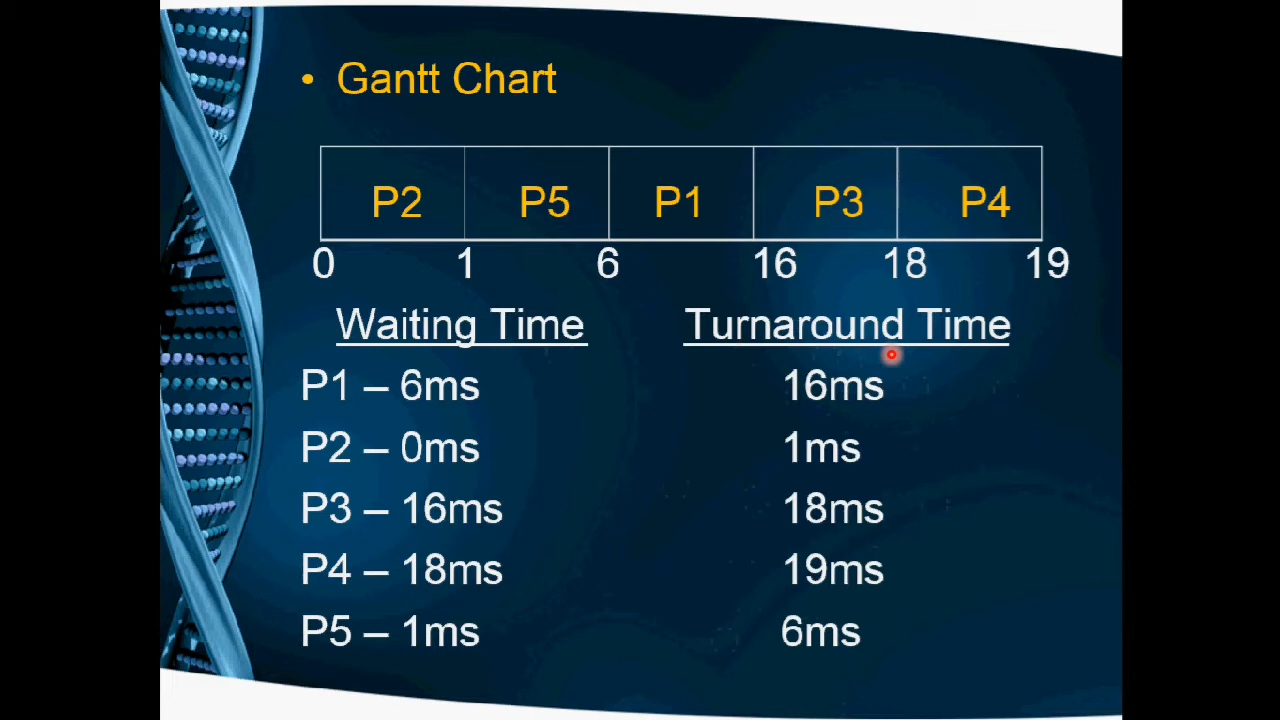 • Gantt Chart
P2 P5 P1 P3 P4
0 1 6 16 18 19
Waiting Time Turnaround Time
P1 – 6ms 16ms
P2 – 0ms 1ms
P3 – 16ms 18ms
P4 – 18ms 19ms
P5 – 1ms 6ms